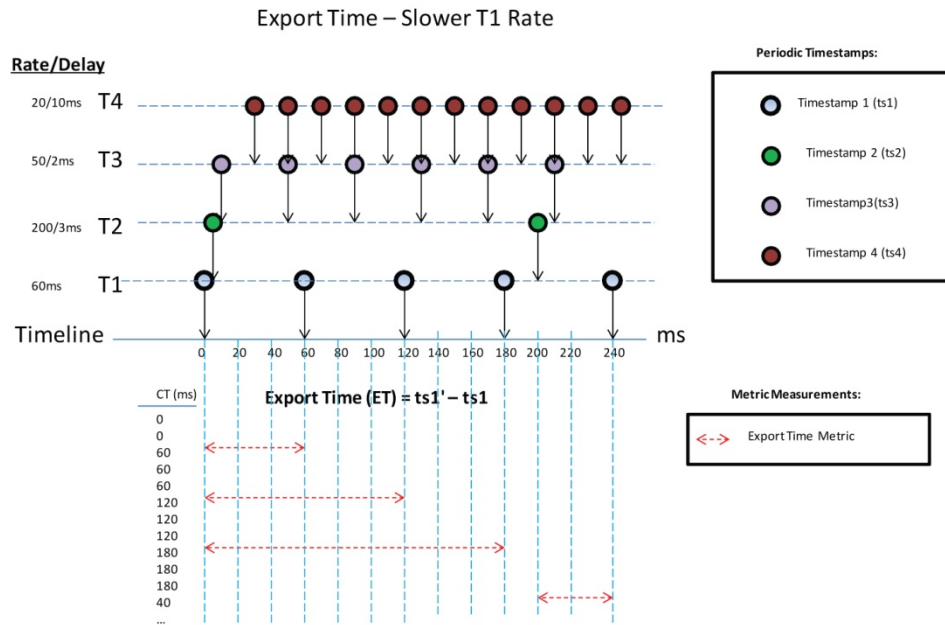 Export Time – Slower T1 Rate
Rate/Delay
20/10ms T4
50/2ms T3
200/3ms T2
60ms T1
Timeline
ms
0 20 40 60 80 100 120 140 160 180 200 220 240
Periodic Timestamps:
Timestamp 1 (ts1)
Timestamp 2 (ts2)
Timestamp3(ts3)
Timestamp 4 (ts4)
CT (ms)
Export Time (ET) = ts1' – ts1
0
0
60
60
60
120
120
120
180
180
180
40
...
Metric Measurements:
Export Time Metric